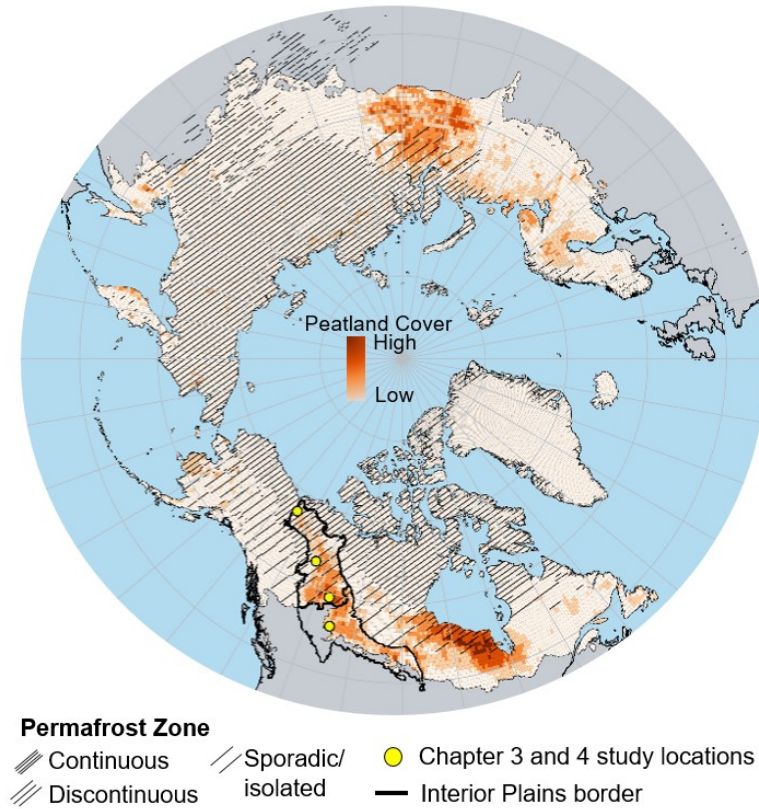 Peatland Cover
High
Low
Permafrost Zone
Continuous
Discontinuous
Sporadic/
isolated
Chapter 3 and 4 study locations
Interior Plains border